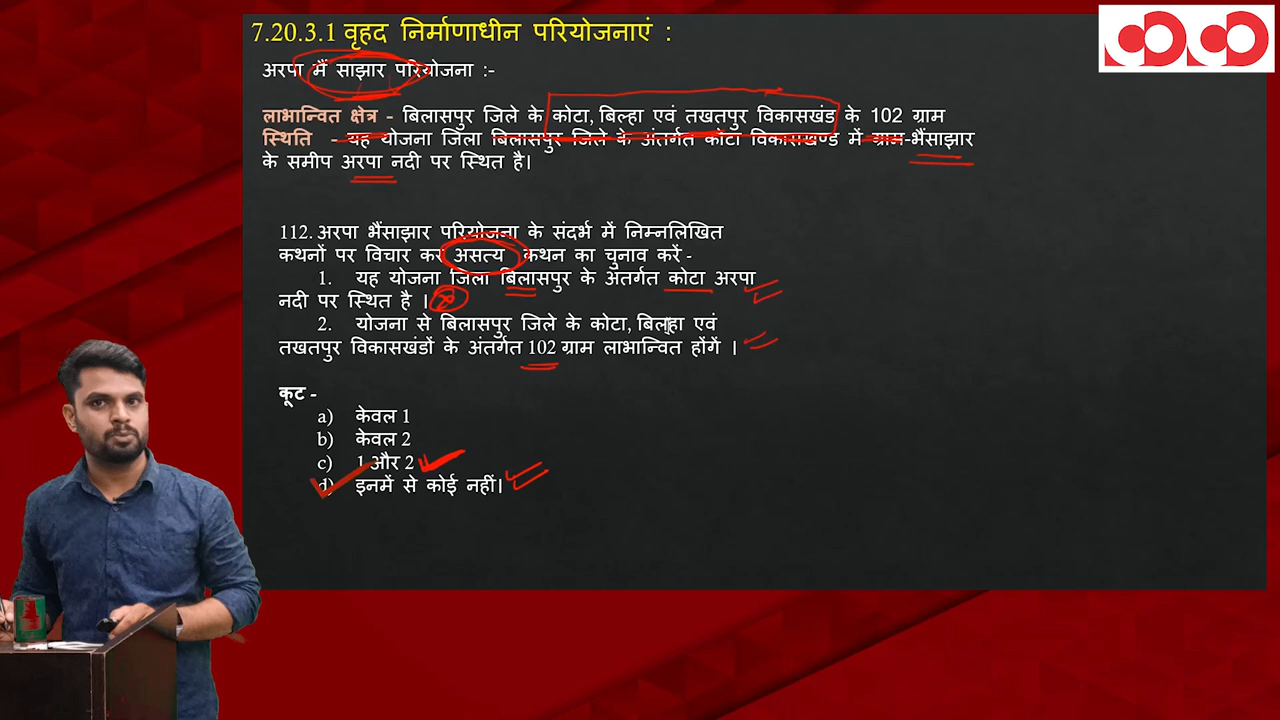 7.20.3.1 वृहद निर्माणाधीन परियोजनाएं :
अरपा मैं साझार परियोजना :-
लाभान्वित क्षेत्र - बिलासपुर जिले के कोटा, बिल्हा एवं तखतपुर विकासखंड के 102 ग्राम
स्थिति - यह योजना जिला बिलासपुर जिले के अंतर्गत कोटा विकासखण्ड में ग्राम-भैंसाझार
के समीप अरपा नदी पर स्थित है।
112. अरपा भैंसाझार परियोजना के संदर्भ में निम्नलिखित
कथनों पर विचार कर असत्य कथन का चुनाव करें -
1. यह योजना जिला बिलासपुर के अंतर्गत कोटा अरपा
नदी पर स्थित है ।
2. योजना से बिलासपुर जिले के कोटा, बिल्हा एवं
तखतपुर विकासखंडों के अंतर्गत 102 ग्राम लाभान्वित होंगें ।
कूट -
a) केवल 1
b) केवल 2
c) 1 और 2
d) इनमें से कोई नहीं।